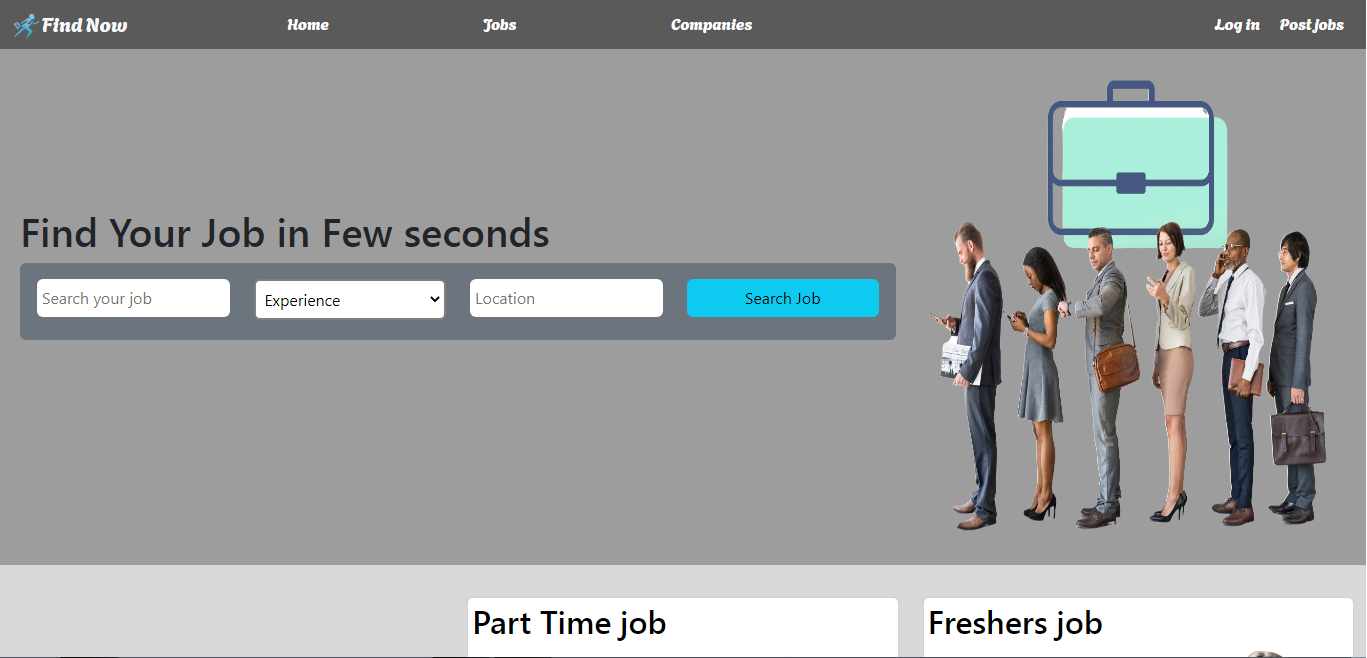 Find Now
Home
Jobs
Companies
Log in
Post jobs
Find Your Job in Few seconds
Search your job
Experience
Location
Search Job
Part Time job
Freshers job